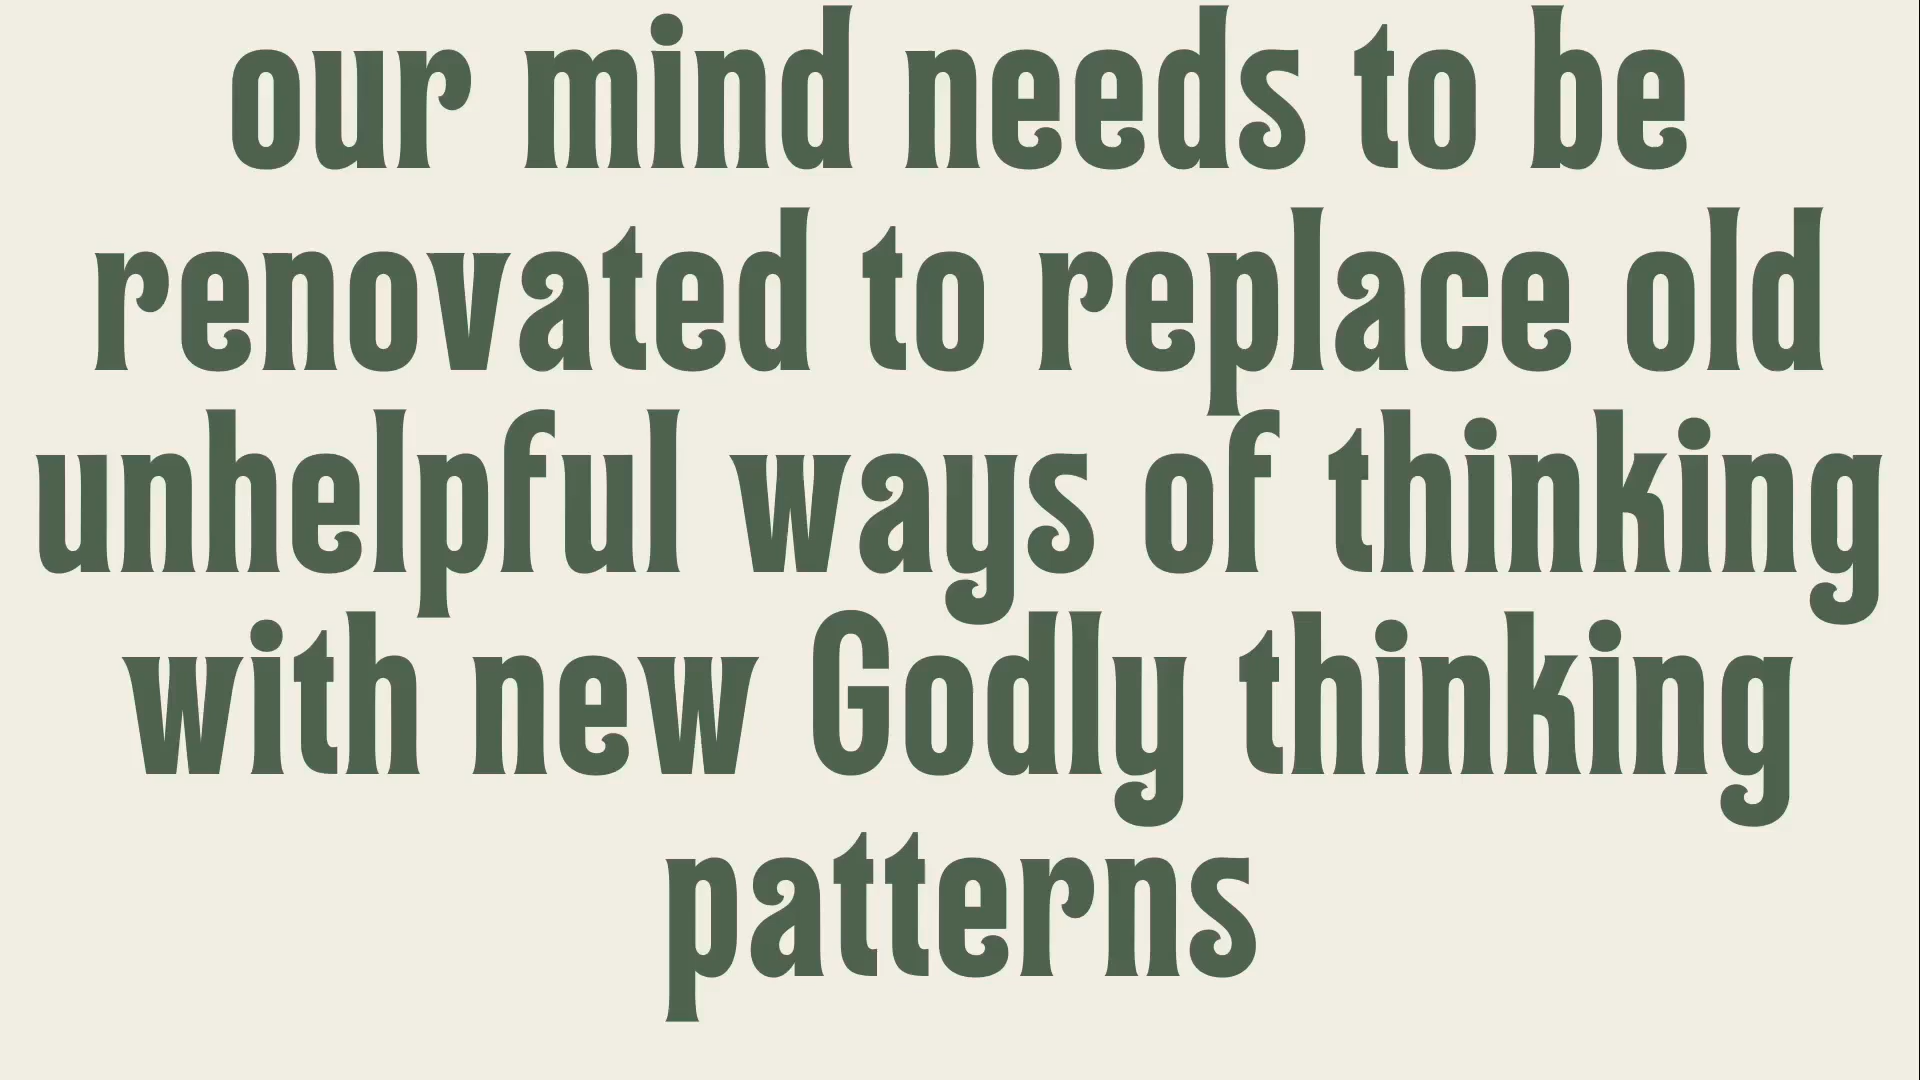 our mind needs to be
renovated to replace old
unhelpful ways of thinking
with new Godly thinking
patterns